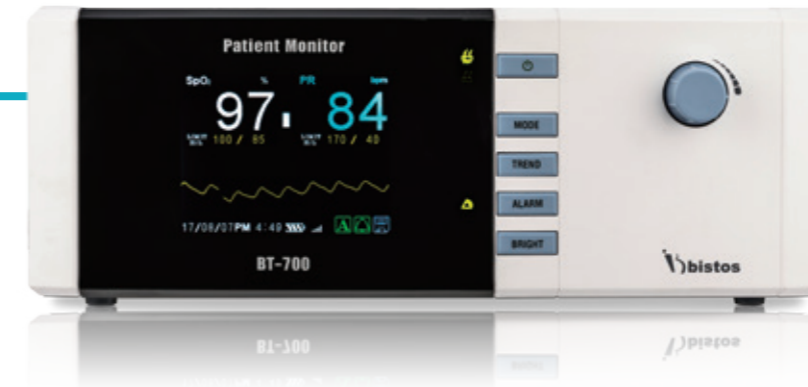 Patient Monitor
SpO₂ % PR bpm
97 84
100 / 85 170 / 40
17/08/07PM 4:49
A
BT-700
MODE
TREND
ALARM
BRIGHT
bistos